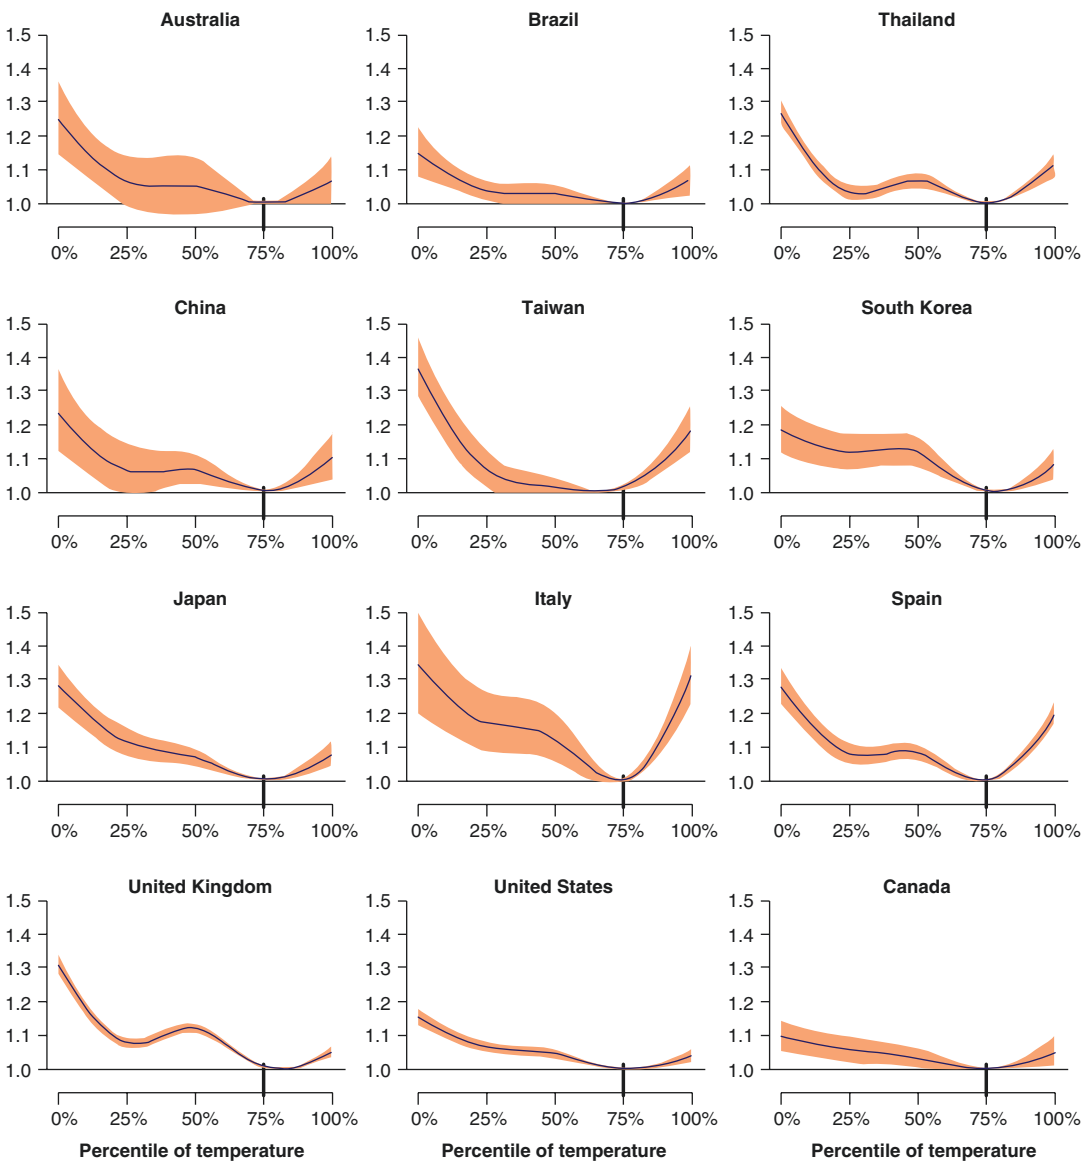 Australia Brazil Thailand
1.5 1.5 1.5
1.4 1.4 1.4
1.3 1.3 1.3
1.2 1.2 1.2
1.1 1.1 1.1
1.0 1.0 1.0
0% 25% 50% 75% 100% 0% 25% 50% 75% 100% 0% 25% 50% 75% 100%
China Taiwan South Korea
1.5 1.5 1.5
1.4 1.4 1.4
1.3 1.3 1.3
1.2 1.2 1.2
1.1 1.1 1.1
1.0 1.0 1.0
0% 25% 50% 75% 100% 0% 25% 50% 75% 100% 0% 25% 50% 75% 100%
Japan Italy Spain
1.5 1.5 1.5
1.4 1.4 1.4
1.3 1.3 1.3
1.2 1.2 1.2
1.1 1.1 1.1
1.0 1.0 1.0
0% 25% 50% 75% 100% 0% 25% 50% 75% 100% 0% 25% 50% 75% 100%
United Kingdom United States Canada
1.5 1.5 1.5
1.4 1.4 1.4
1.3 1.3 1.3
1.2 1.2 1.2
1.1 1.1 1.1
1.0 1.0 1.0
0% 25% 50% 75% 100% 0% 25% 50% 75% 100% 0% 25% 50% 75% 100%
Percentile of temperature Percentile of temperature Percentile of temperature